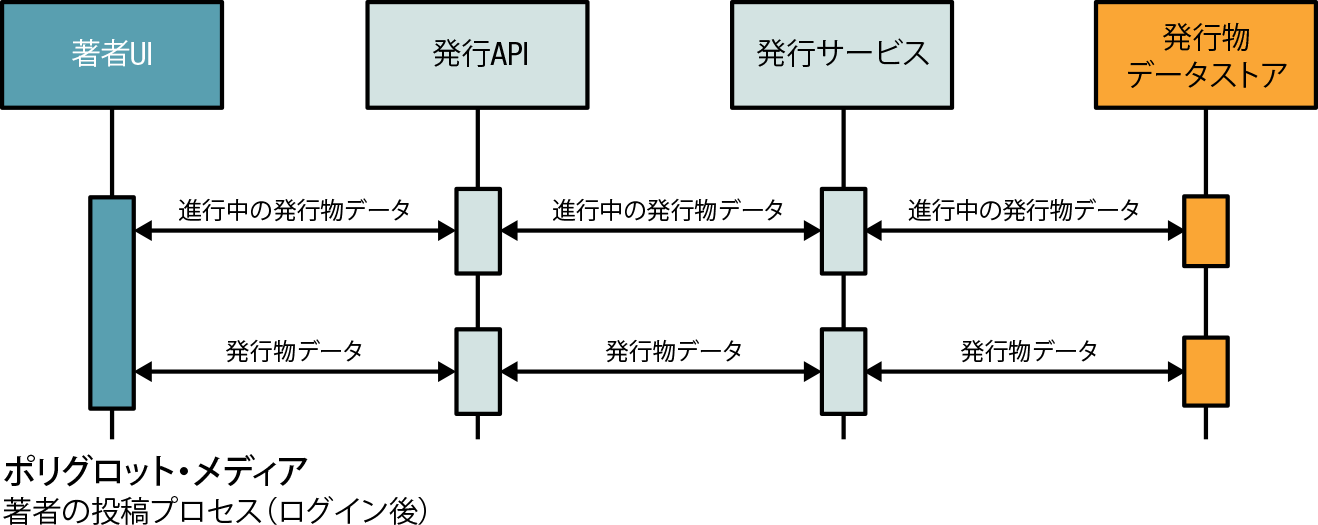 著者UI
発行API
発行サービス
発行物
データストア
進行中の発行物データ
進行中の発行物データ
進行中の発行物データ
発行物データ
発行物データ
発行物データ
ポリグロット・メディア
著者の投稿プロセス（ログイン後）